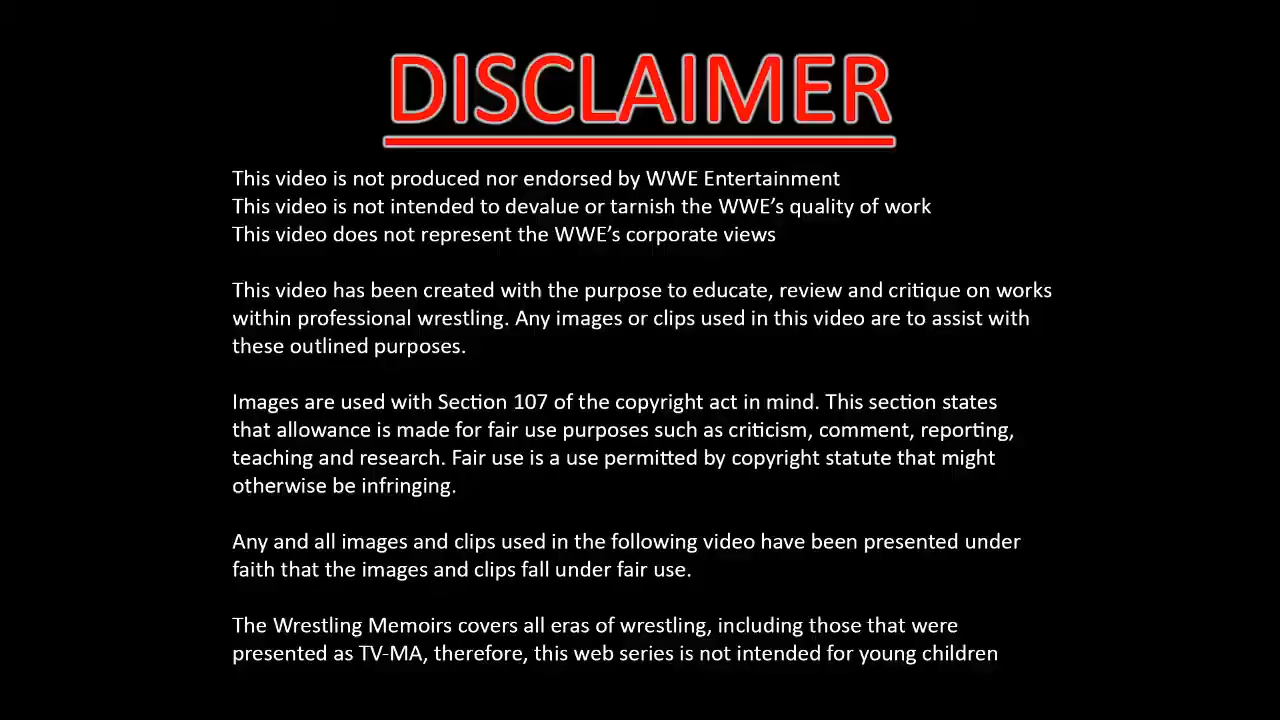 DISCLAIMER
This video is not produced nor endorsed by WWE Entertainment
This video is not intended to devalue or tarnish the WWE’s quality of work
This video does not represent the WWE’s corporate views
This video has been created with the purpose to educate, review and critique on works
within professional wrestling. Any images or clips used in this video are to assist with
these outlined purposes.
Images are used with Section 107 of the copyright act in mind. This section states
that allowance is made for fair use purposes such as criticism, comment, reporting,
teaching and research. Fair use is a use permitted by copyright statute that might
otherwise be infringing.
Any and all images and clips used in the following video have been presented under
faith that the images and clips fall under fair use.
The Wrestling Memoirs covers all eras of wrestling, including those that were
presented as TV-MA, therefore, this web series is not intended for young children